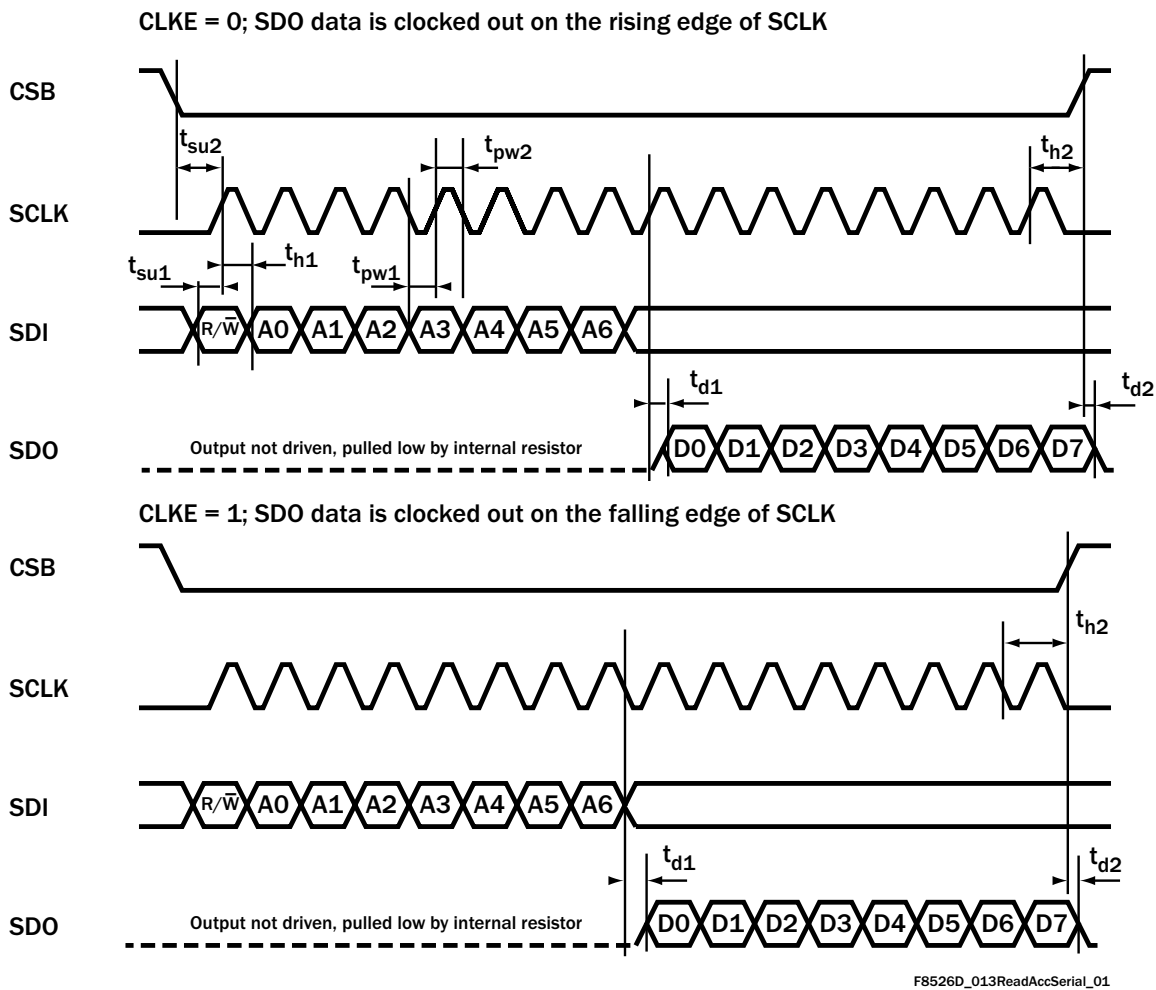 CLKE = 0; SDO data is clocked out on the rising edge of SCLK
CSB
tsu2
tpw2
th2
SCLK
tsu1
th1
tpw1
SDI
R/W̅ A0 A1 A2 A3 A4 A5 A6
td1
td2
SDO
Output not driven, pulled low by internal resistor
D0 D1 D2 D3 D4 D5 D6 D7
CLKE = 1; SDO data is clocked out on the falling edge of SCLK
CSB
th2
SCLK
SDI
R/W̅ A0 A1 A2 A3 A4 A5 A6
td1
td2
SDO
Output not driven, pulled low by internal resistor
D0 D1 D2 D3 D4 D5 D6 D7
F8526D_013ReadAccSerial_01